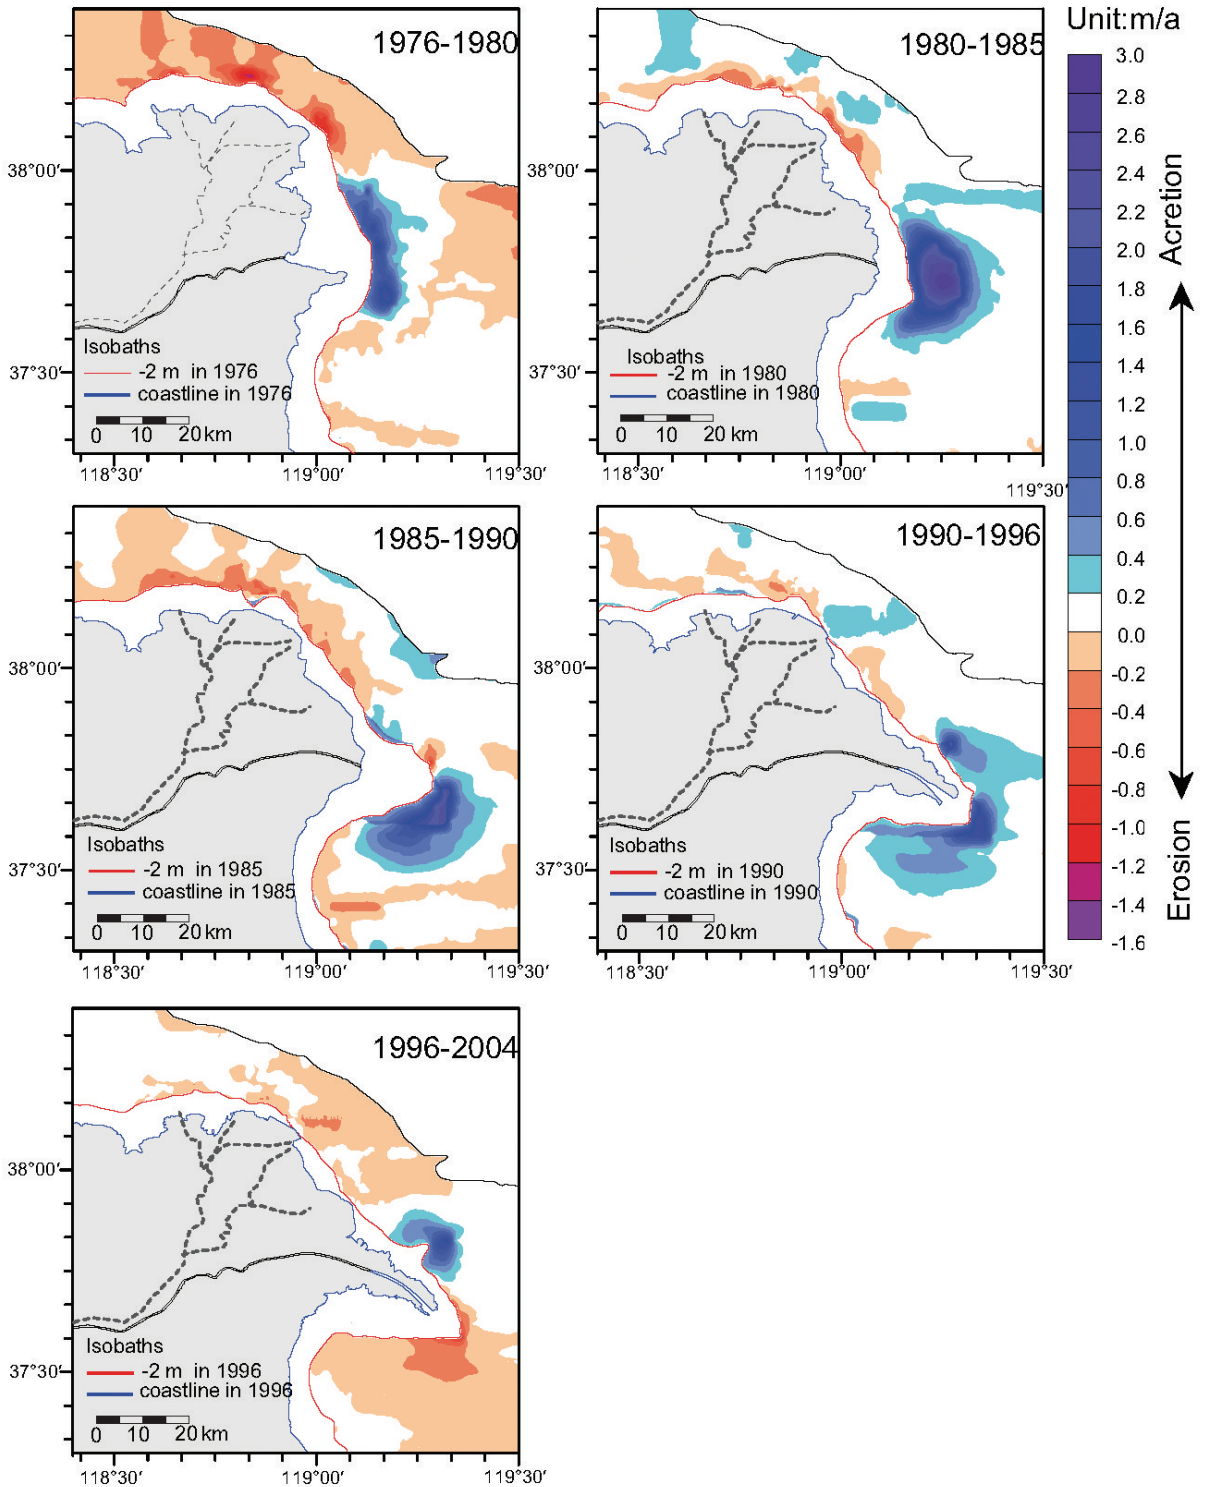 Unit:m/a
1976-1980
38°00′
37°30′
Isobaths
-2 m in 1976
coastline in 1976
0 10 20 km
118°30′ 119°00′ 119°30′
1980-1985
38°00′
37°30′
Isobaths
-2 m in 1980
coastline in 1980
0 10 20 km
118°30′ 119°00′ 119°30′
3.0
2.8
2.6
2.4
2.2
2.0
1.8
1.6
1.4
1.2
1.0
0.8
0.6
0.4
0.2
0.0
-0.2
-0.4
-0.6
-0.8
-1.0
-1.2
-1.4
-1.6
Acretion
Erosion
1985-1990
38°00′
37°30′
Isobaths
-2 m in 1985
coastline in 1985
0 10 20 km
118°30′ 119°00′ 119°30′
1990-1996
38°00′
37°30′
Isobaths
-2 m in 1990
coastline in 1990
0 10 20 km
118°30′ 119°00′ 119°30′
1996-2004
38°00′
37°30′
Isobaths
-2 m in 1996
coastline in 1996
0 10 20 km
118°30′ 119°00′ 119°30′